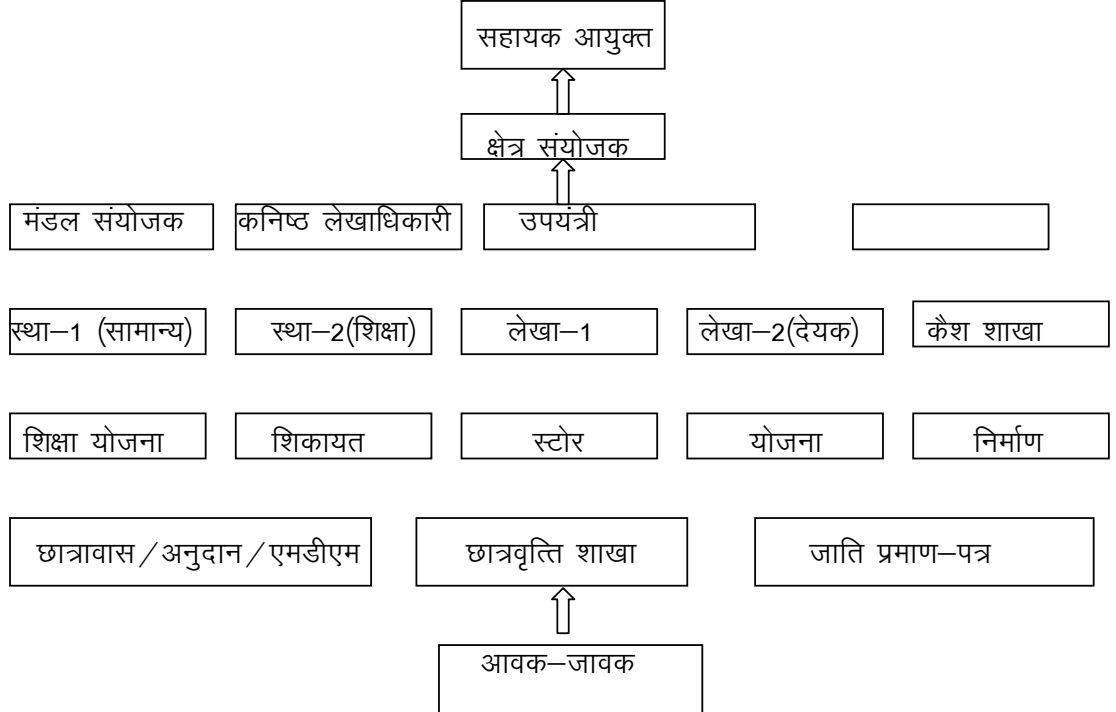 सहायक आयुक्त
क्षेत्र संयोजक
मंडल संयोजक कनिष्ठ लेखाधिकारी उपयंत्री
स्था–1 (सामान्य) स्था–2(शिक्षा) लेखा–1 लेखा–2(देयक) कैश शाखा
शिक्षा योजना शिकायत स्टोर योजना निर्माण
छात्रावास/अनुदान/एमडीएम छात्रवृत्ति शाखा जाति प्रमाण–पत्र
आवक–जावक